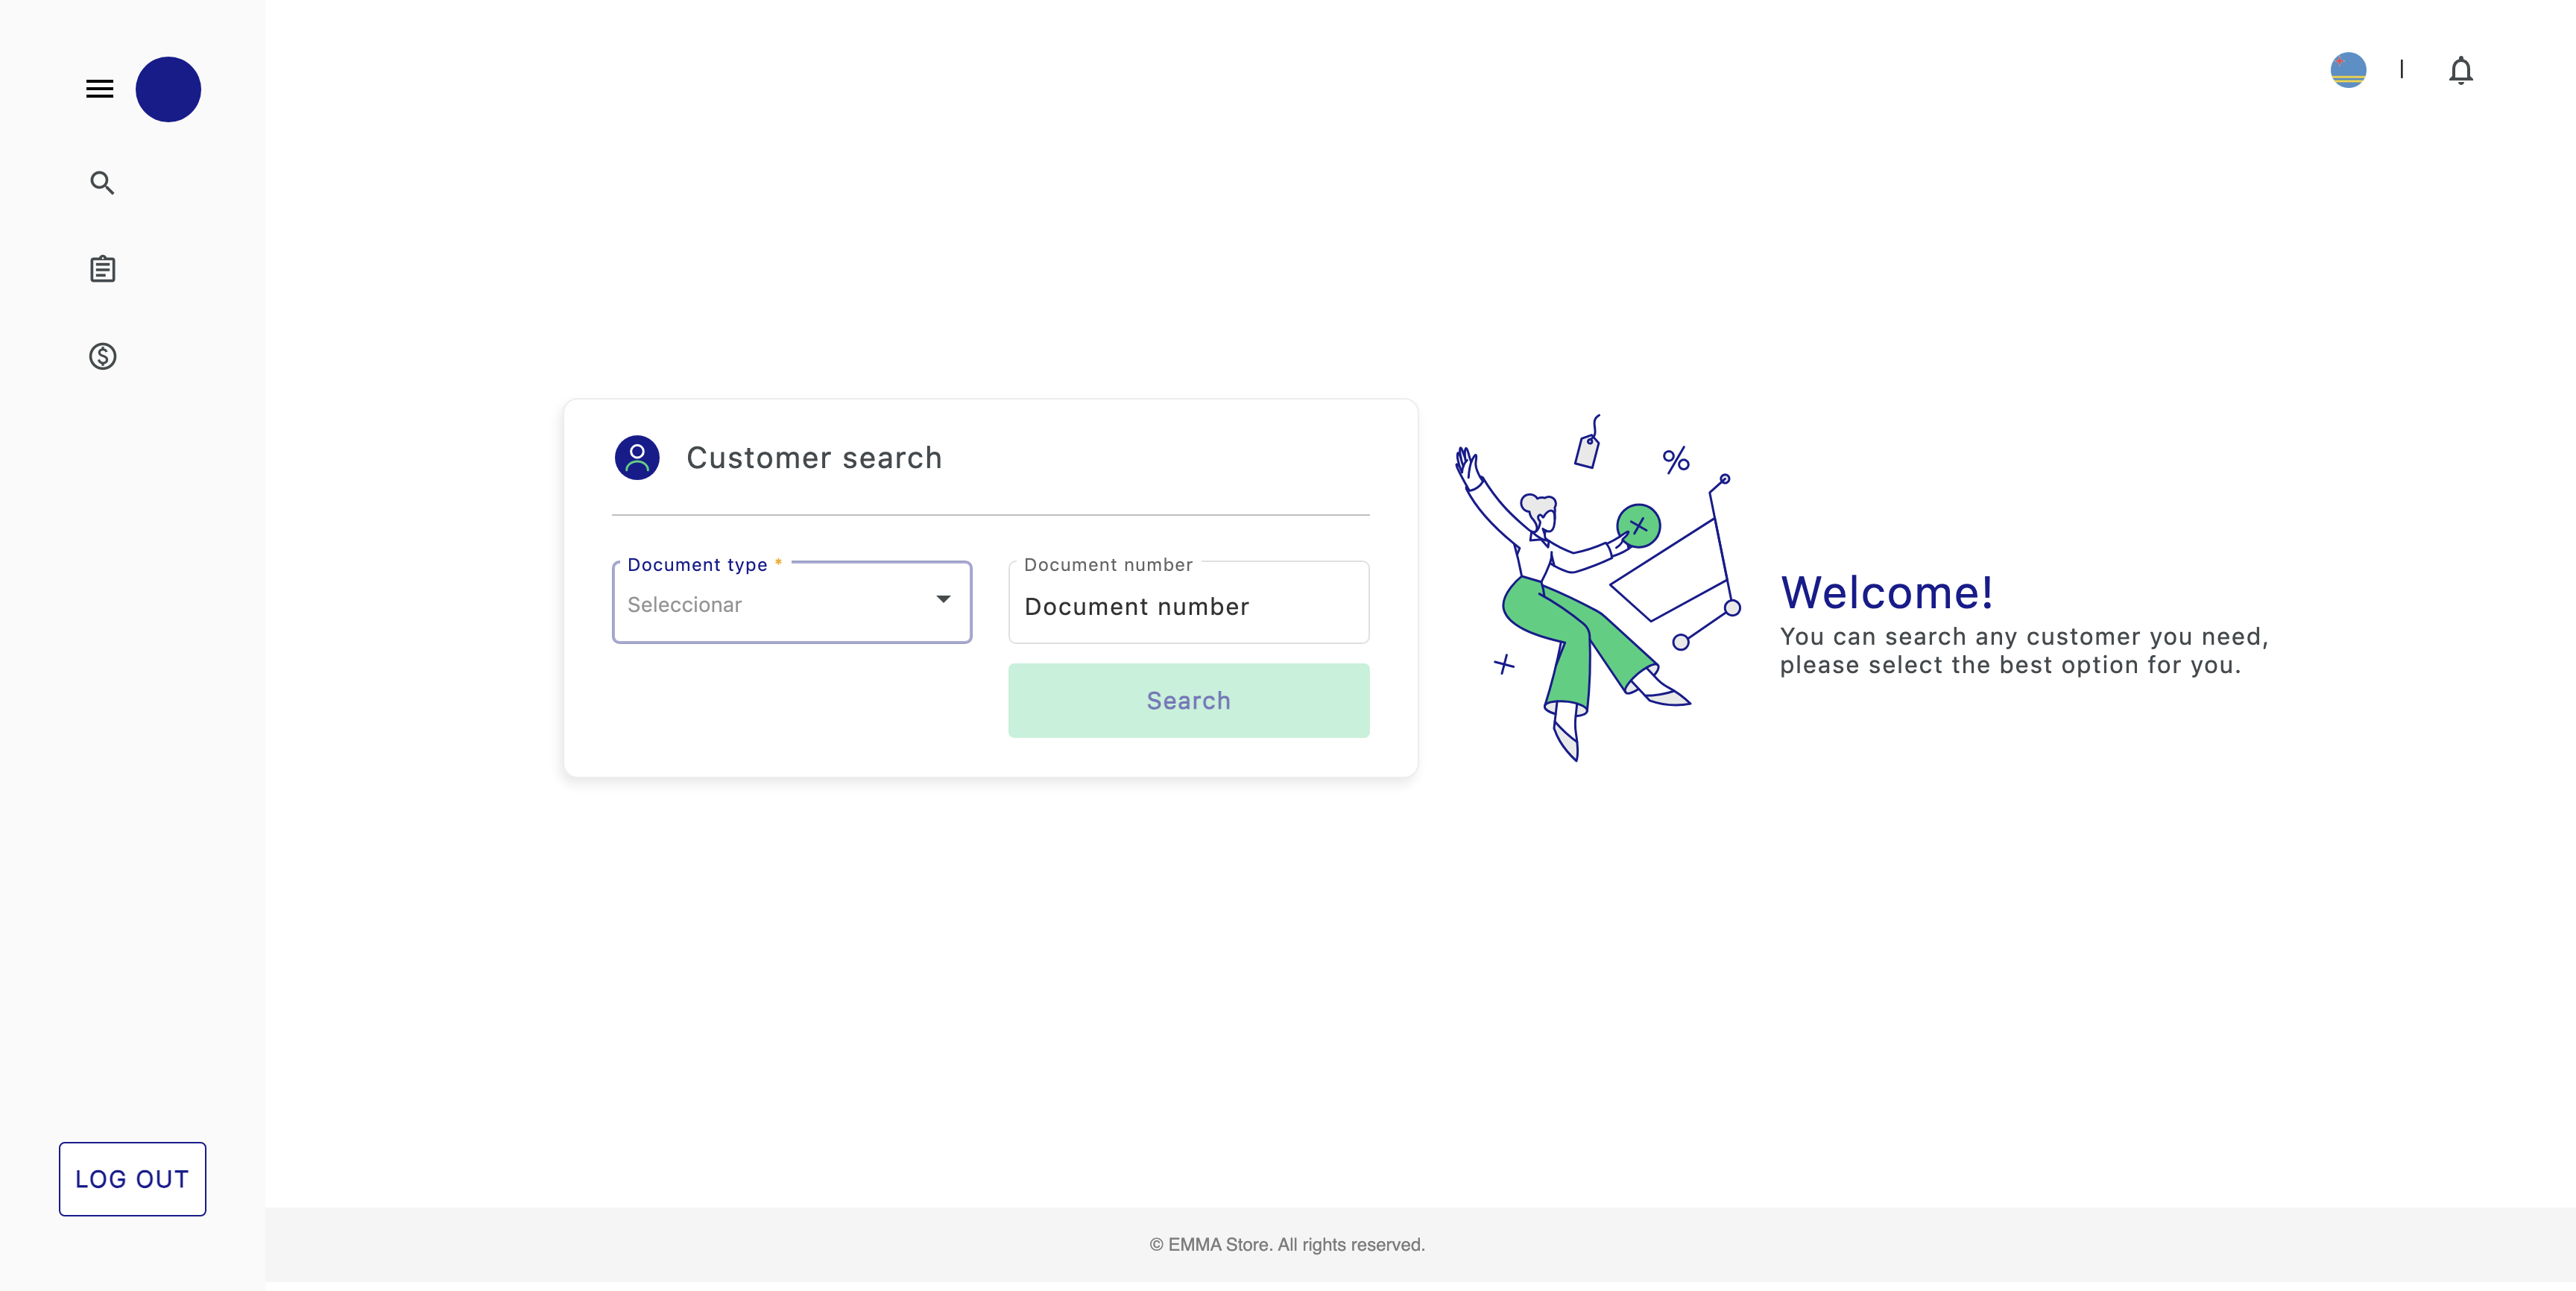 Customer search
Document type *
Seleccionar
Document number
Document number
Search
Welcome!
You can search any customer you need,
please select the best option for you.
LOG OUT
© EMMA Store. All rights reserved.